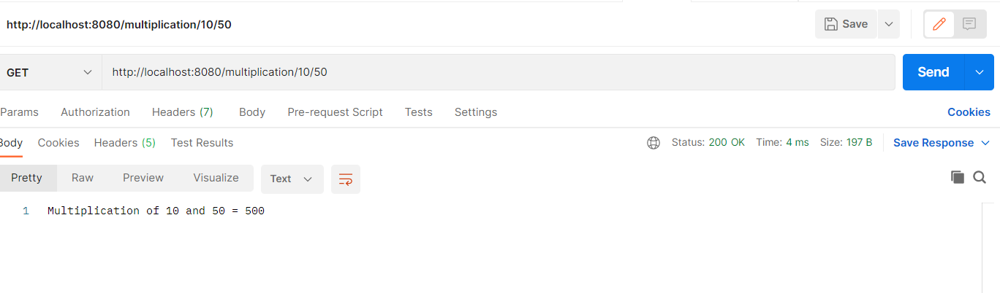 http://localhost:8080/multiplication/10/50 Save
GET http://localhost:8080/multiplication/10/50 Send
Params Authorization Headers (7) Body Pre-request Script Tests Settings Cookies
Body Cookies Headers (5) Test Results Status: 200 OK Time: 4 ms Size: 197 B Save Response
Pretty Raw Preview Visualize Text
1 Multiplication of 10 and 50 = 500